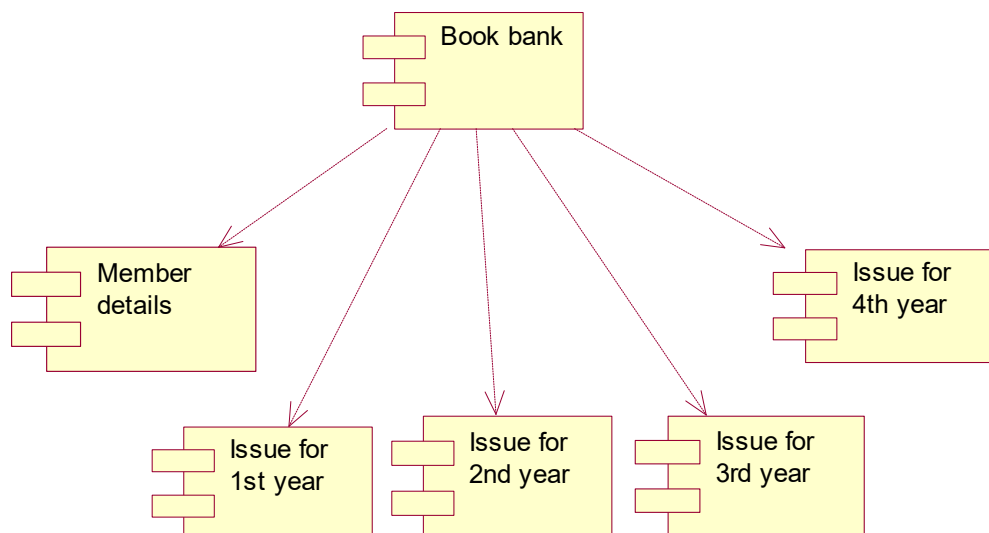 Book bank
Member
details
Issue for
4th year
Issue for
1st year
Issue for
2nd year
Issue for
3rd year